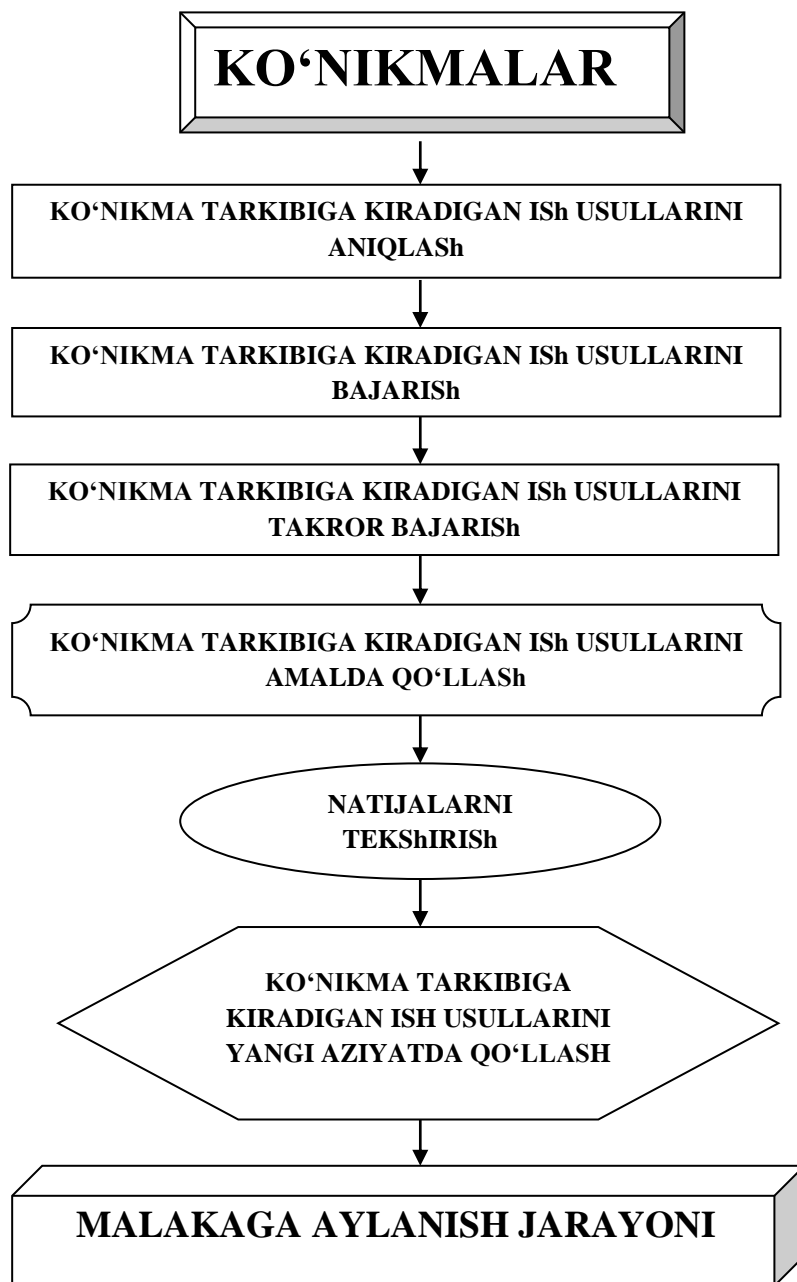 KO‘NIKMALAR
KO‘NIKMA TARKIBIGA KIRADIGAN ISh USULLARINI
ANIQLASh
KO‘NIKMA TARKIBIGA KIRADIGAN ISh USULLARINI
BAJARISh
KO‘NIKMA TARKIBIGA KIRADIGAN ISh USULLARINI
TAKROR BAJARISh
KO‘NIKMA TARKIBIGA KIRADIGAN ISh USULLARINI
AMALDA QO‘LLASh
NATIJALARNI
TEKShIRISh
KO‘NIKMA TARKIBIGA
KIRADIGAN ISH USULLARINI
YANGI AZIYATDA QO‘LLASH
MALAKAGA AYLANISH JARAYONI